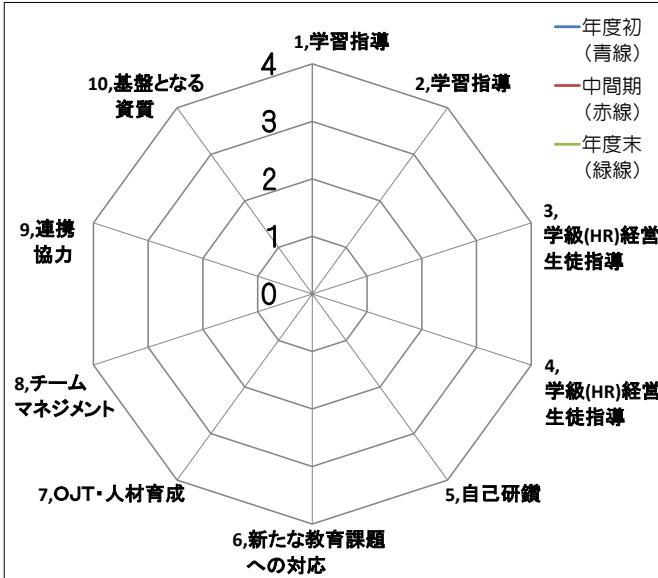 1,学習指導
2,学習指導
3,
学級(HR)経営
生徒指導
4,
学級(HR)経営
生徒指導
5,自己研鑽
6,新たな教育課題
への対応
7,OJT・人材育成
8,チーム
マネジメント
9,連携
協力
10,基盤となる
資質
4
3
2
1
0
年度初
（青線）
中間期
（赤線）
年度末
（緑線）